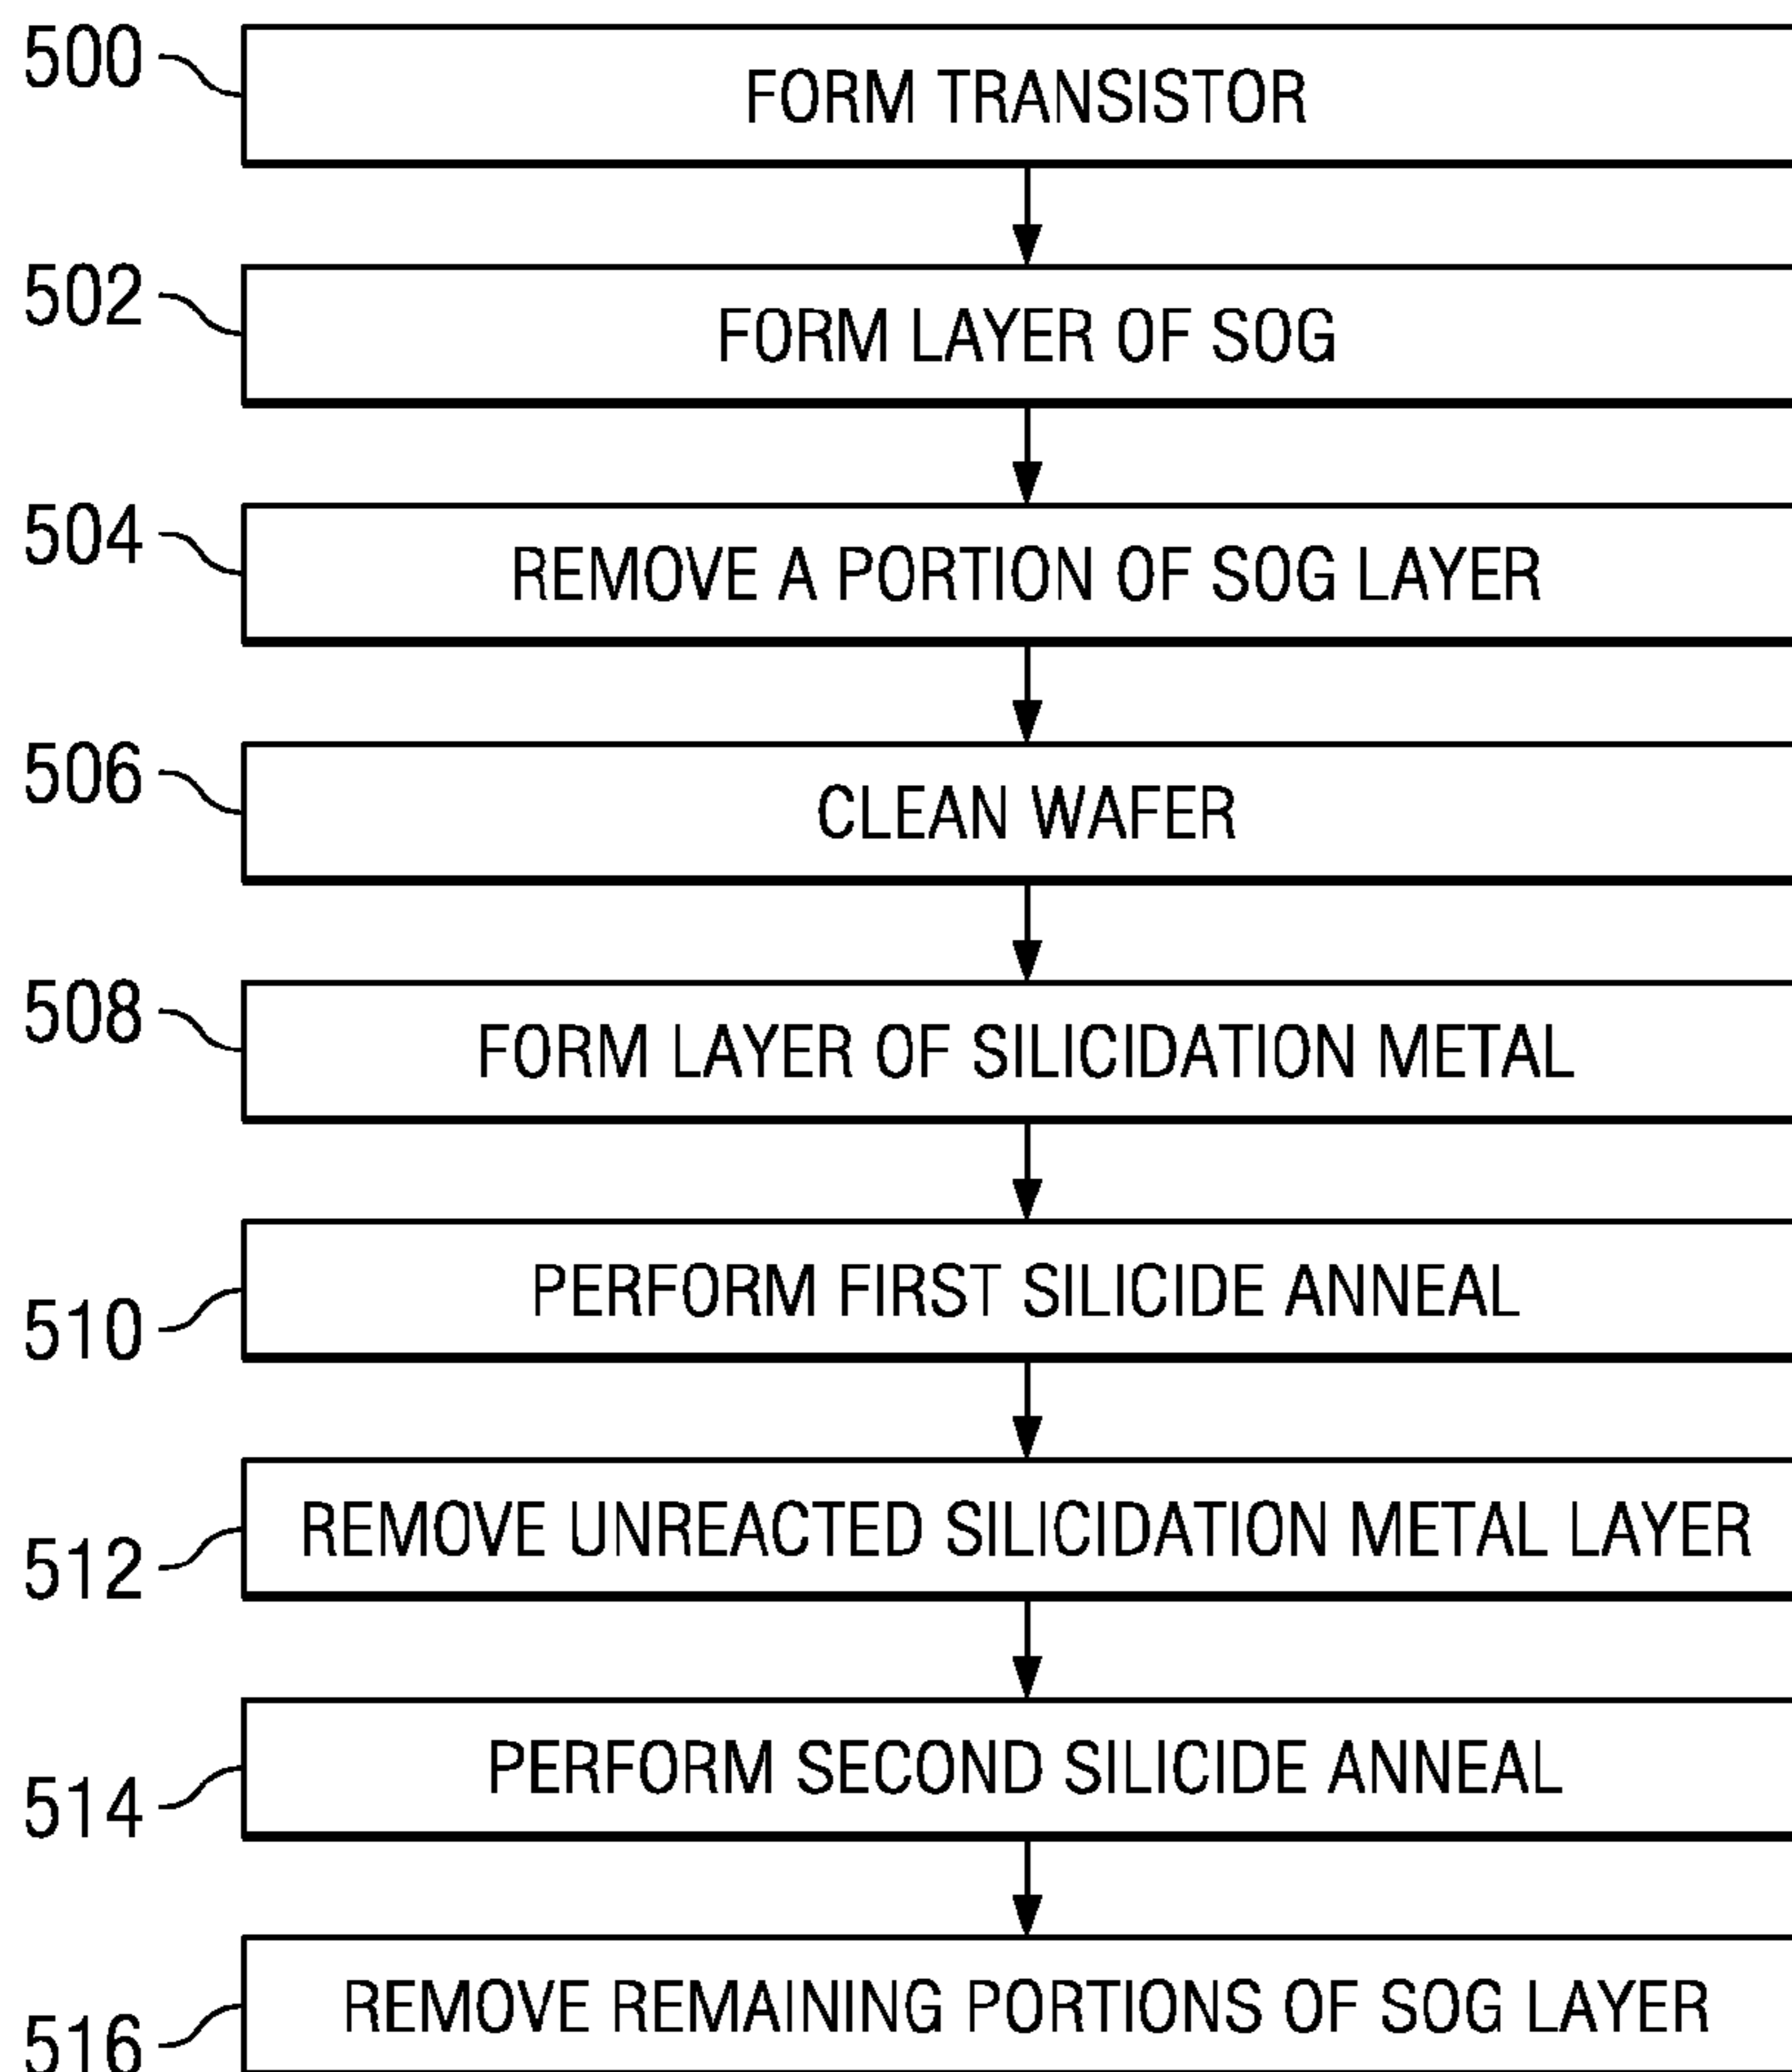 500
FORM TRANSISTOR
502
FORM LAYER OF SOG
504
REMOVE A PORTION OF SOG LAYER
506
CLEAN WAFER
508
FORM LAYER OF SILICIDATION METAL
510
PERFORM FIRST SILICIDE ANNEAL
512
REMOVE UNREACTED SILICIDATION METAL LAYER
514
PERFORM SECOND SILICIDE ANNEAL
516
REMOVE REMAINING PORTIONS OF SOG LAYER